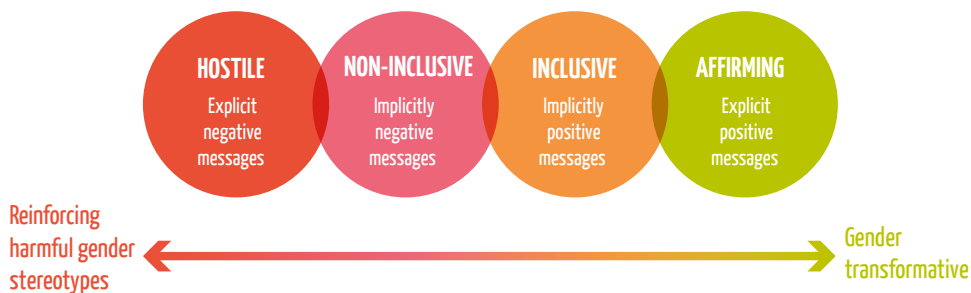 HOSTILE
Explicit
negative
messages
NON-INCLUSIVE
Implicitly
negative
messages
INCLUSIVE
Implicitly
positive
messages
AFFIRMING
Explicit
positive
messages
Reinforcing
harmful gender
stereotypes
Gender
transformative